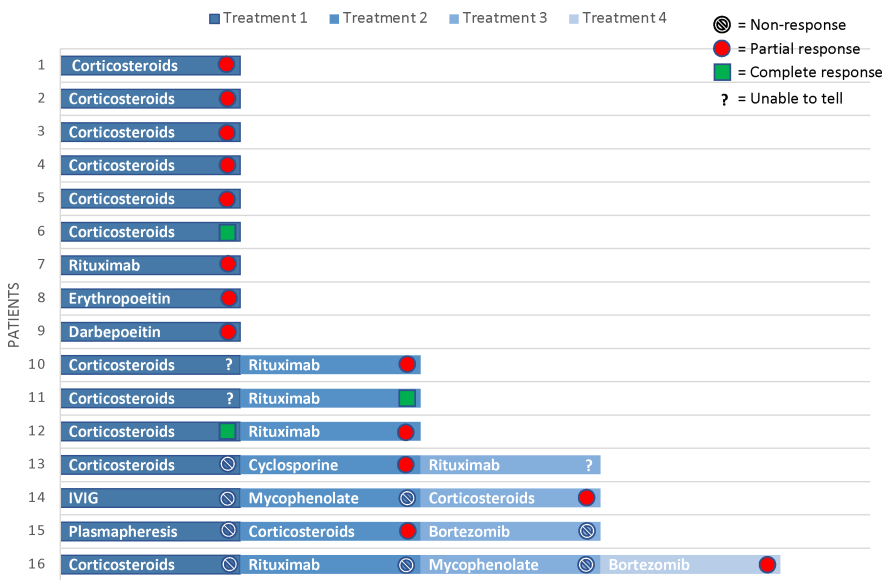 Treatment 1 Treatment 2 Treatment 3 Treatment 4
= Non-response
= Partial response
= Complete response
? = Unable to tell
PATIENTS
1 Corticosteroids
2 Corticosteroids
3 Corticosteroids
4 Corticosteroids
5 Corticosteroids
6 Corticosteroids
7 Rituximab
8 Erythropoeitin
9 Darbepoeitin
10 Corticosteroids ? Rituximab
11 Corticosteroids ? Rituximab
12 Corticosteroids Rituximab
13 Corticosteroids Cyclosporine Rituximab ?
14 IVIG Mycophenolate Corticosteroids
15 Plasmapheresis Corticosteroids Bortezomib
16 Corticosteroids Rituximab Mycophenolate Bortezomib